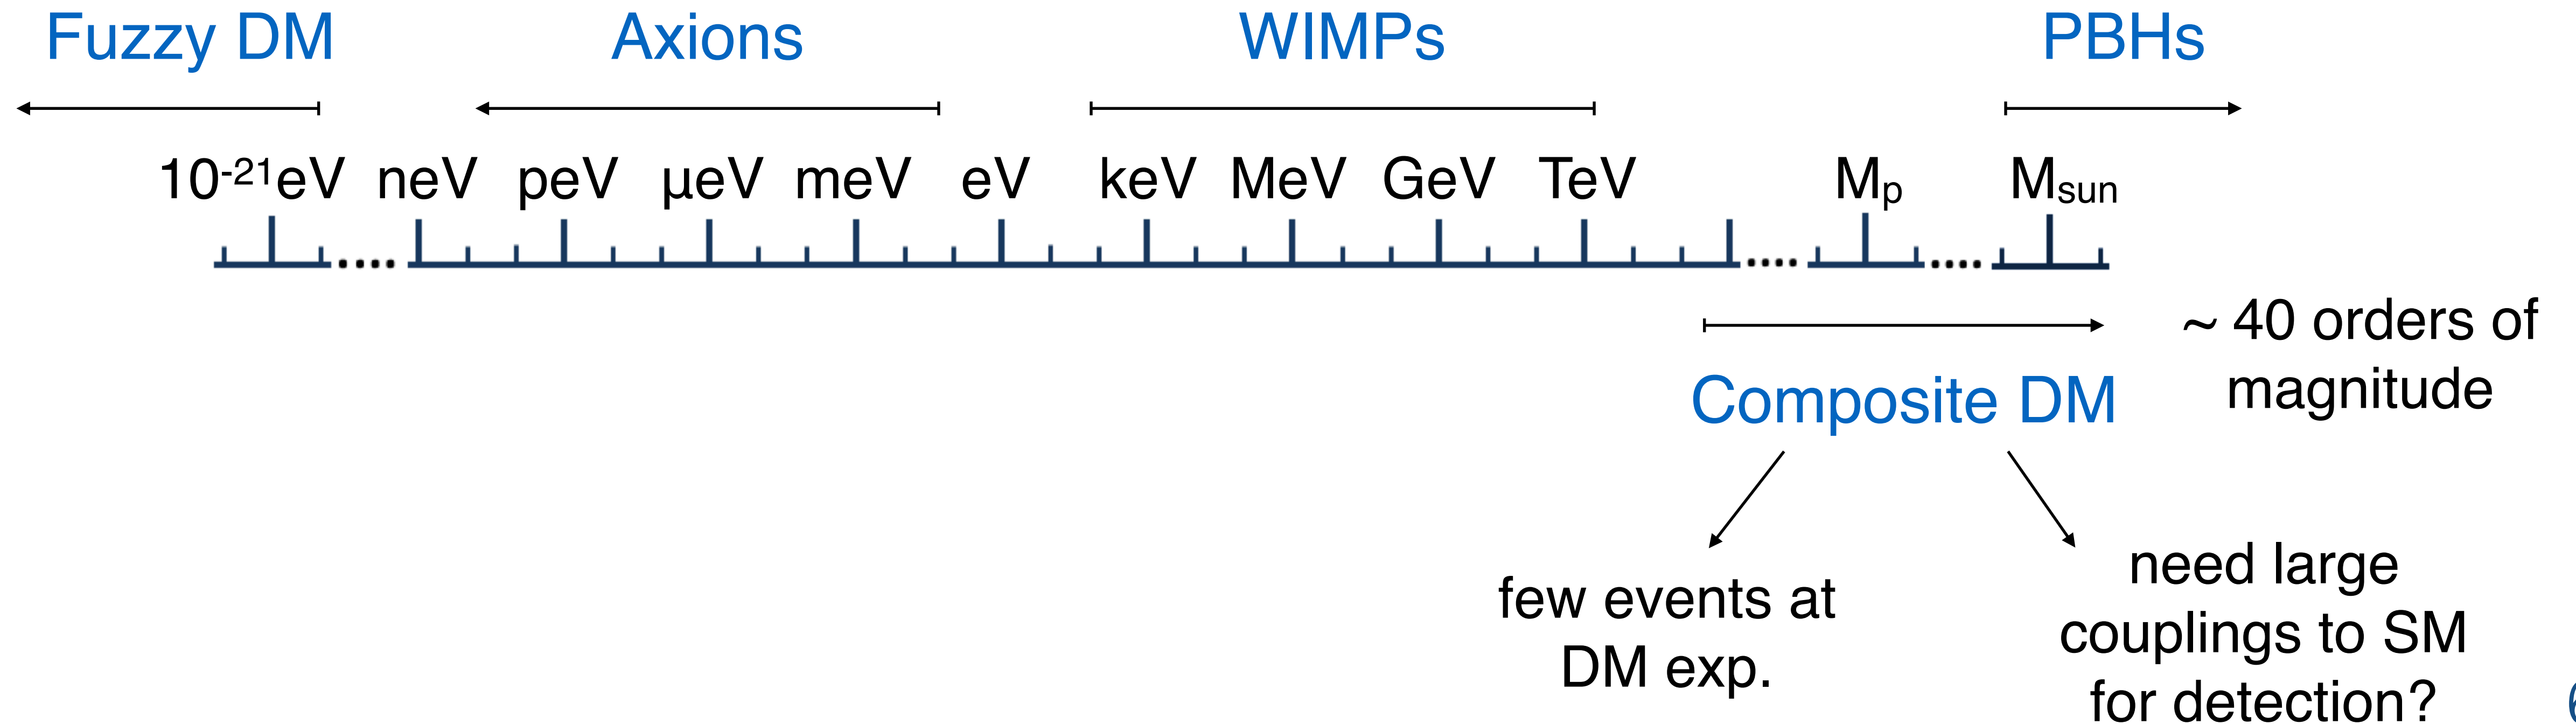 Fuzzy DM Axions WIMPs PBHs
10⁻²¹eV neV peV µeV meV eV keV MeV GeV TeV Mₚ Msun
~ 40 orders of
magnitude
Composite DM
few events at
DM exp.
need large
couplings to SM
for detection?